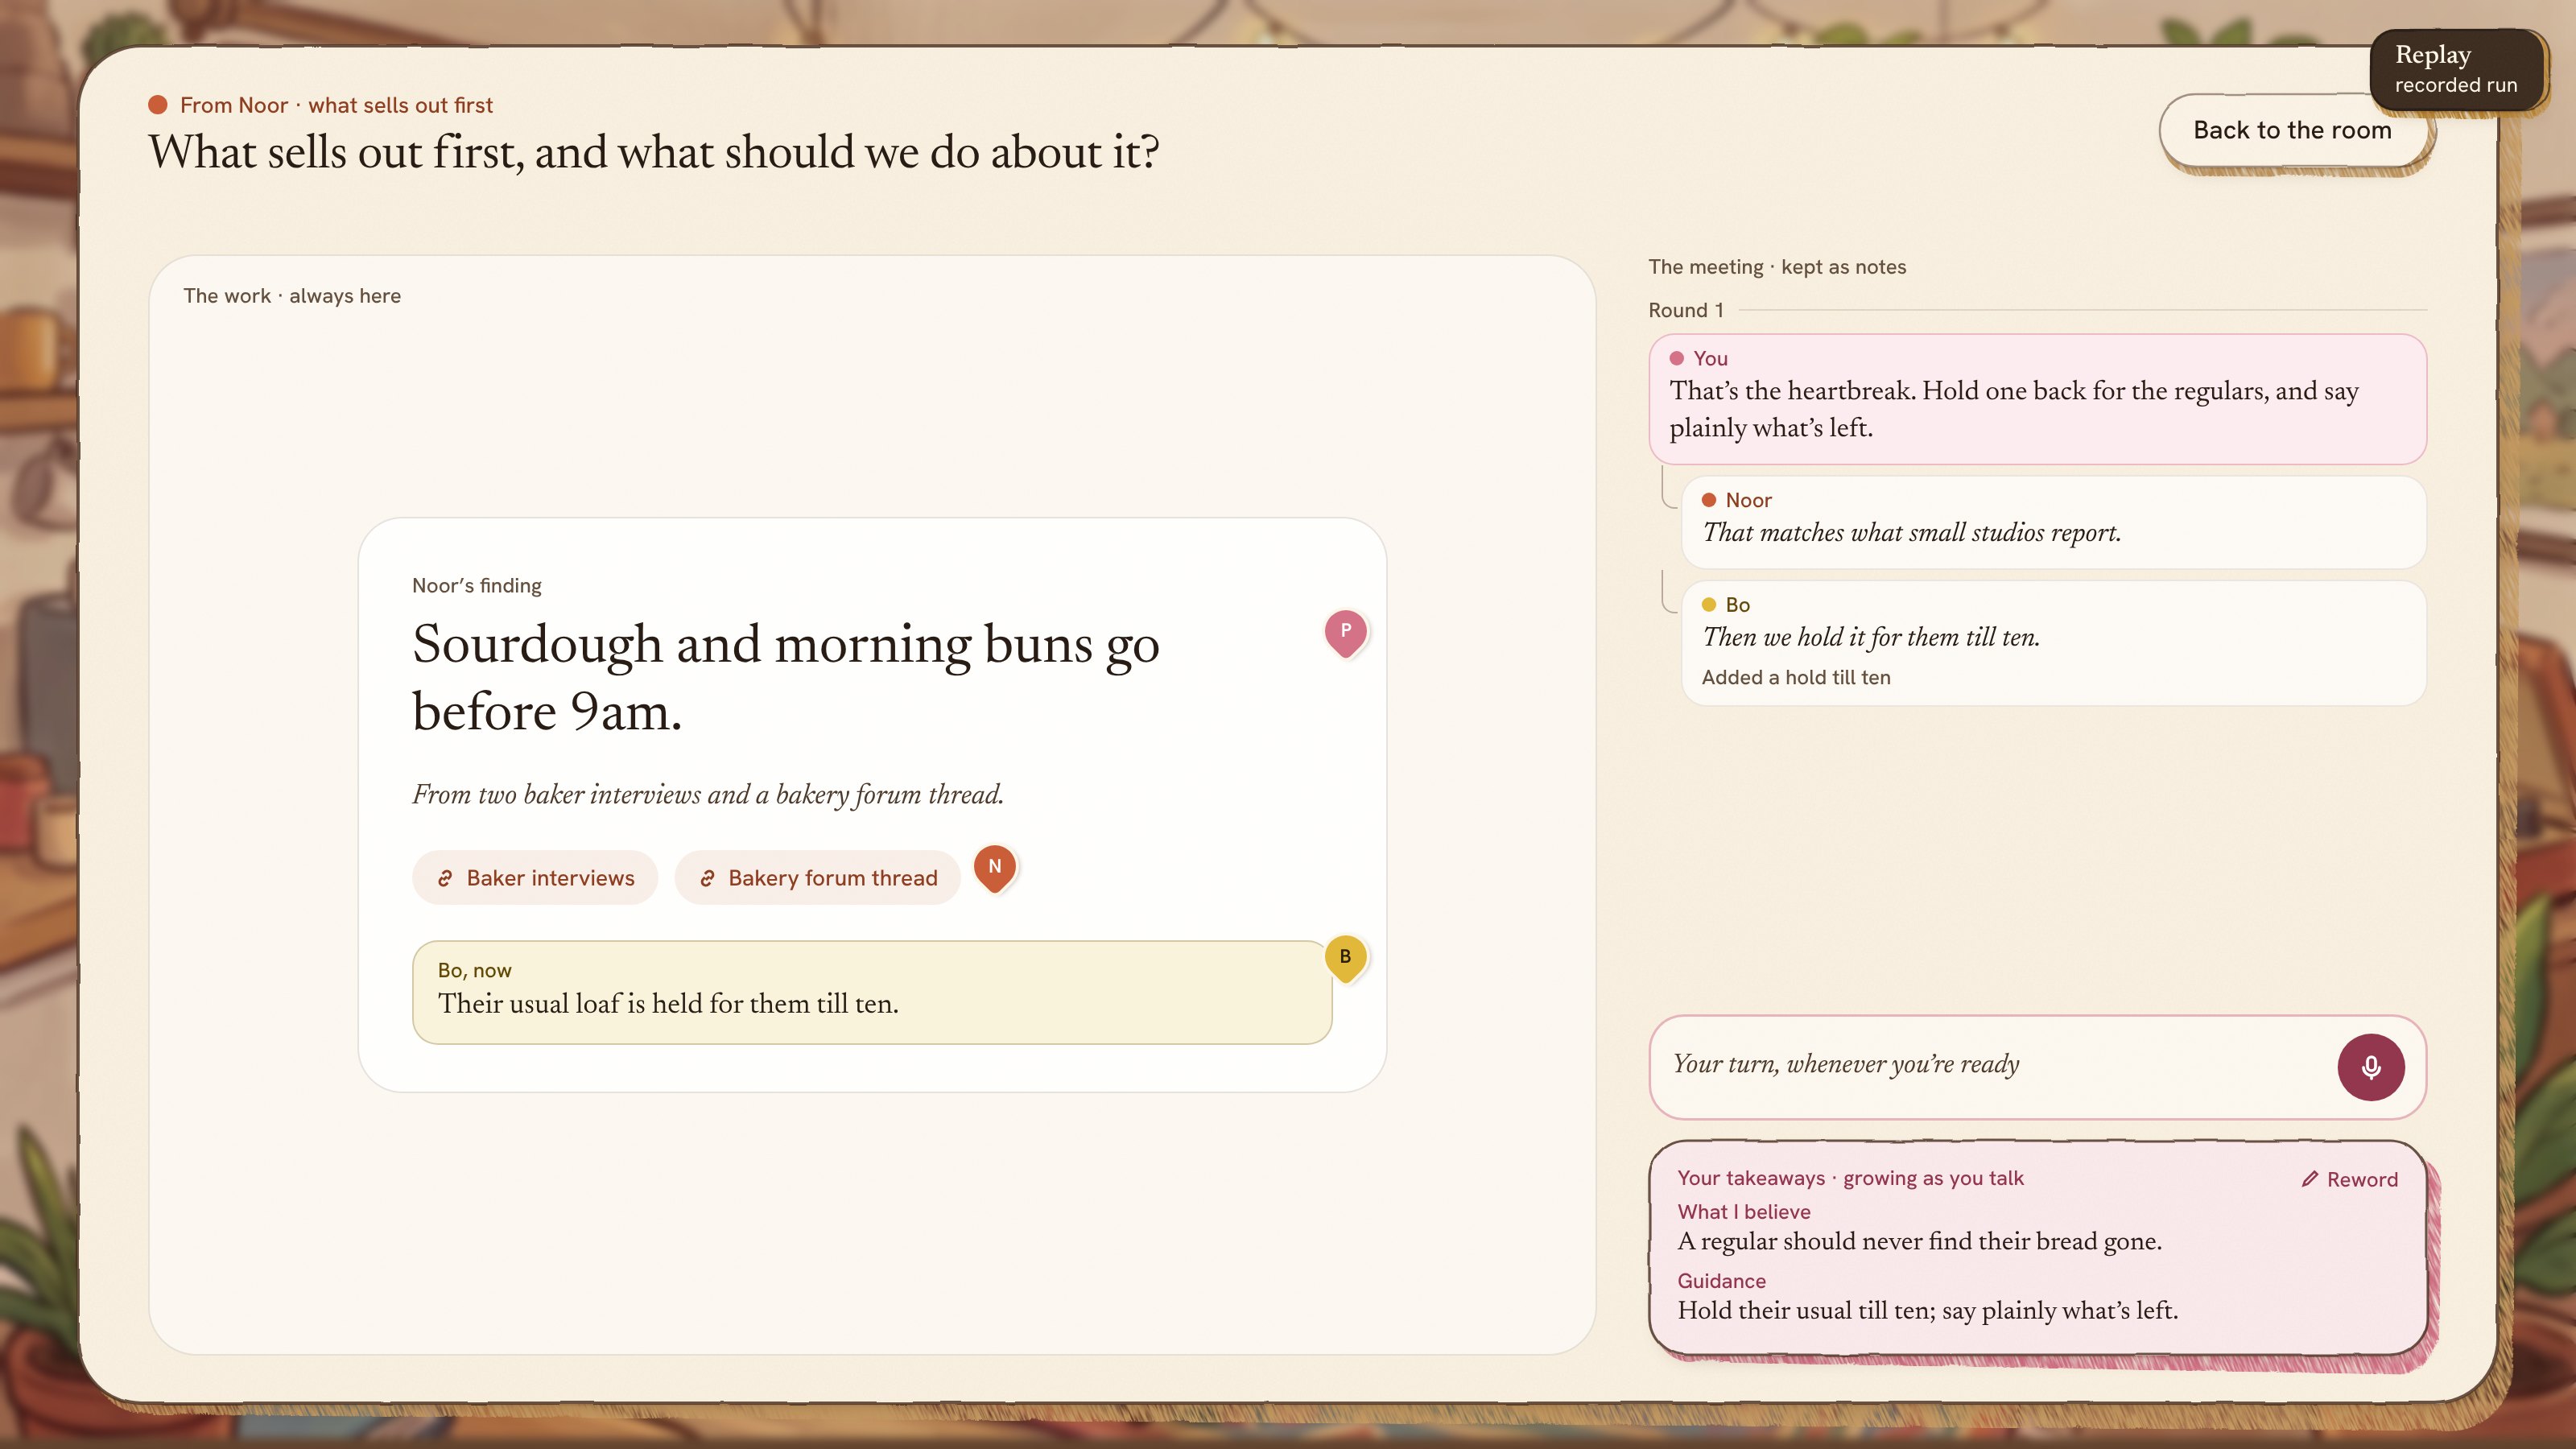 Replay
recorded run
From Noor · what sells out first
What sells out first, and what should we do about it?
Back to the room
The work · always here
Noor’s finding
Sourdough and morning buns go
before 9am.
P
From two baker interviews and a bakery forum thread.
Baker interviews
Bakery forum thread
N
Bo, now
Their usual loaf is held for them till ten.
B
The meeting · kept as notes
Round 1
You
That’s the heartbreak. Hold one back for the regulars, and say
plainly what’s left.
Noor
That matches what small studios report.
Bo
Then we hold it for them till ten.
Added a hold till ten
Your turn, whenever you’re ready
Your takeaways · growing as you talk
Reword
What I believe
A regular should never find their bread gone.
Guidance
Hold their usual till ten; say plainly what’s left.